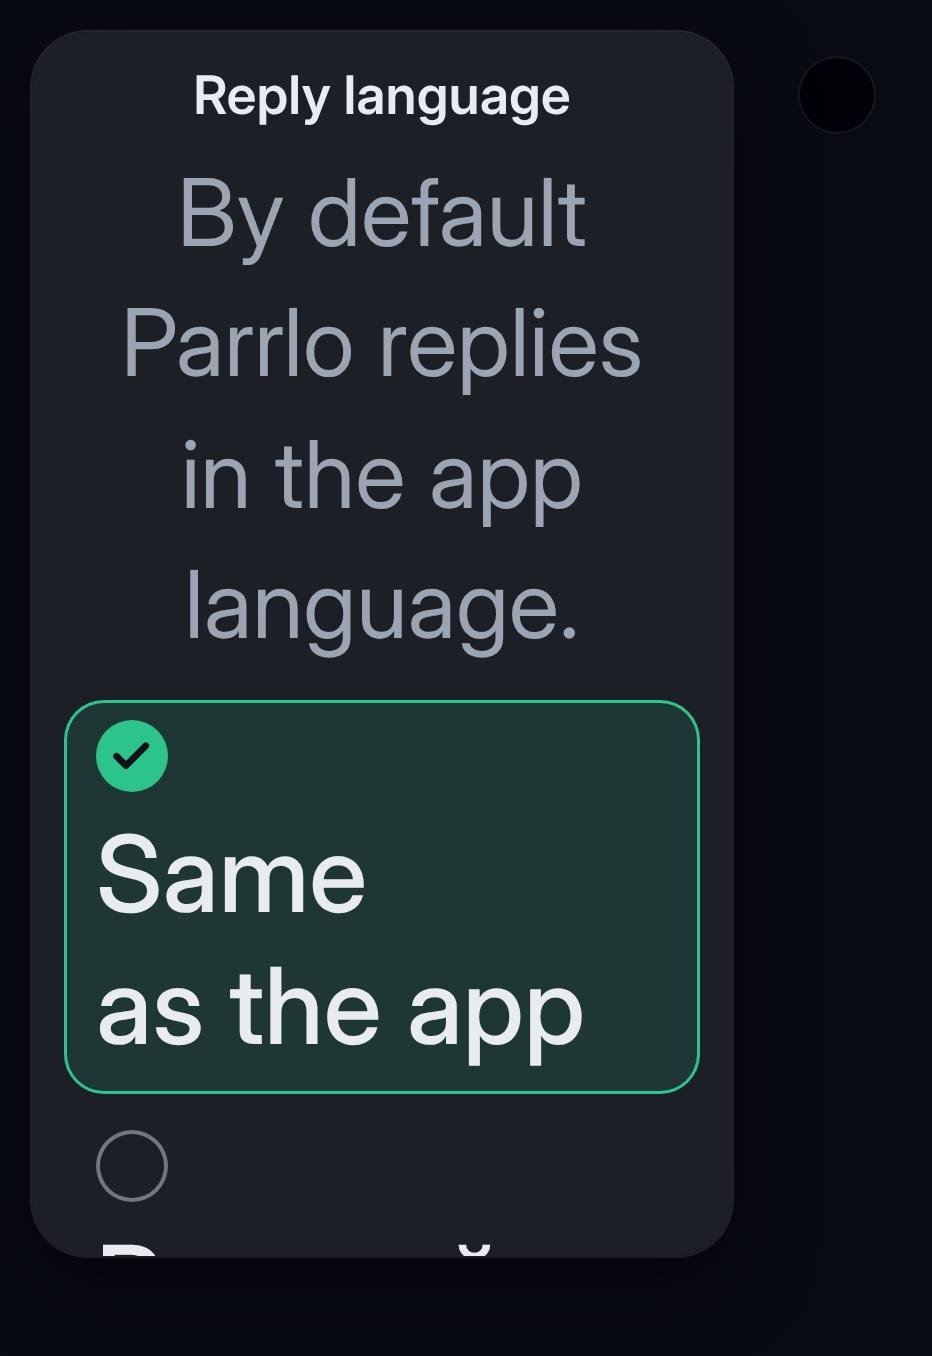 Reply language
By default
Parrlo replies
in the app
language.
Same
as the app